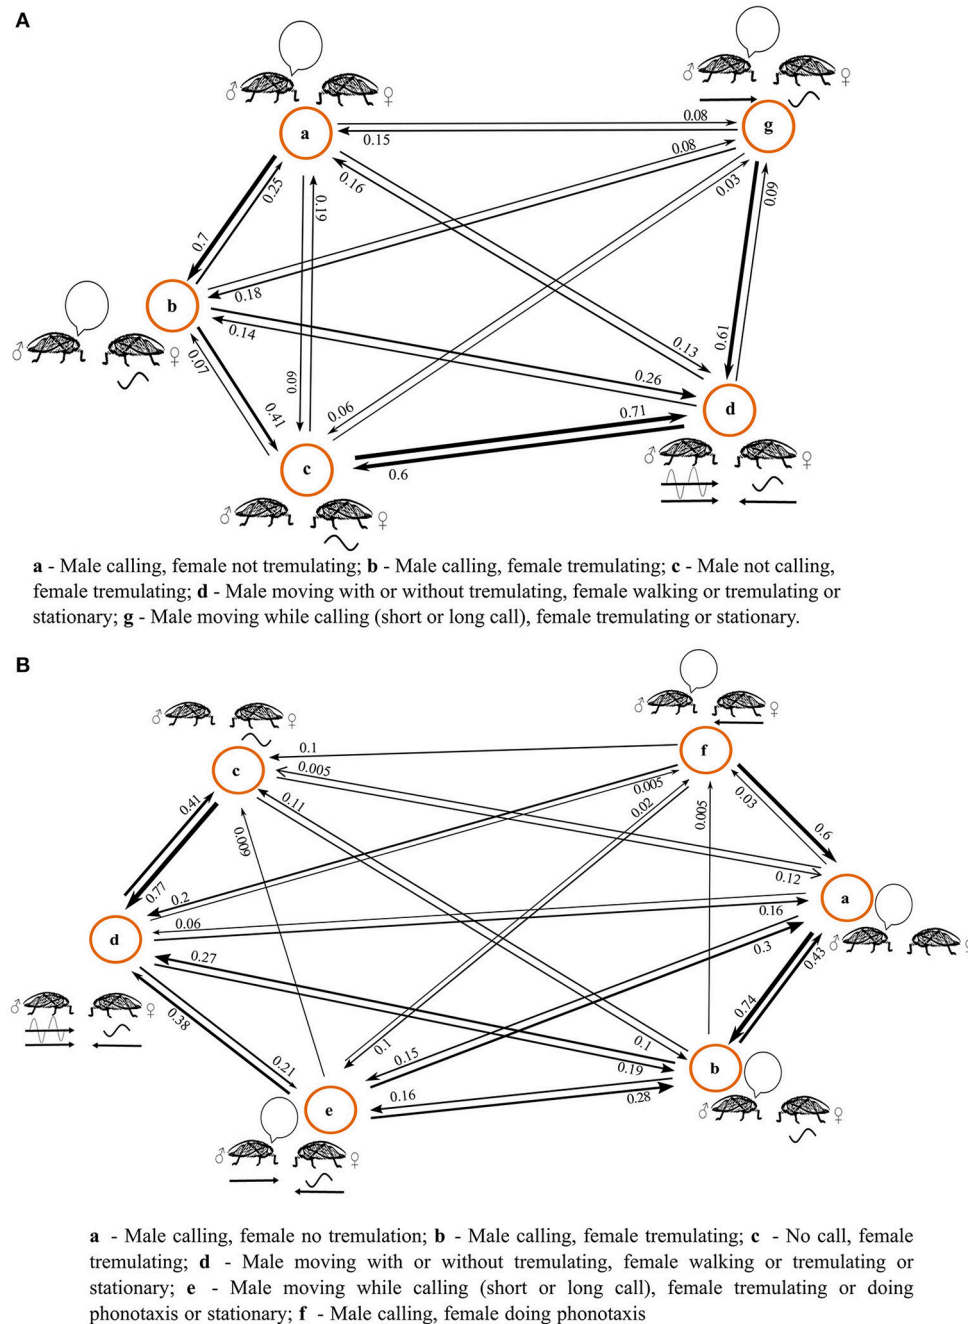 A
♂ ♀
♂ ♀
a
g
0.08
0.15
0.08
0.03
0.16
0.25
0.19
0.09
0.7
0.18
b
0.14
0.13
0.61
♂ ♀
0.26
0.07
0.41
0.09
0.06
0.71
d
c
0.6
♂ ♀
♂ ♀
a - Male calling, female not tremulating; b - Male calling, female tremulating; c - Male not calling,
female tremulating; d - Male moving with or without tremulating, female walking or tremulating or
stationary; g - Male moving while calling (short or long call), female tremulating or stationary.
B
♂ ♀
♂ ♀
f
0.1
c
0.005
0.005
0.41
0.11
0.02
0.03
0.005
0.6
0.009
0.12
0.77
0.2
a
0.06
0.16
d
0.3
♂ ♀
0.27
0.43
0.74
♂ ♀
0.38
0.1
0.1
0.15
0.21
0.19
b
0.16
0.28
e
♂ ♀
♂ ♀
a - Male calling, female no tremulation; b - Male calling, female tremulating; c - No call, female
tremulating; d - Male moving with or without tremulating, female walking or tremulating or
stationary; e - Male moving while calling (short or long call), female tremulating or doing
phonotaxis or stationary; f - Male calling, female doing phonotaxis